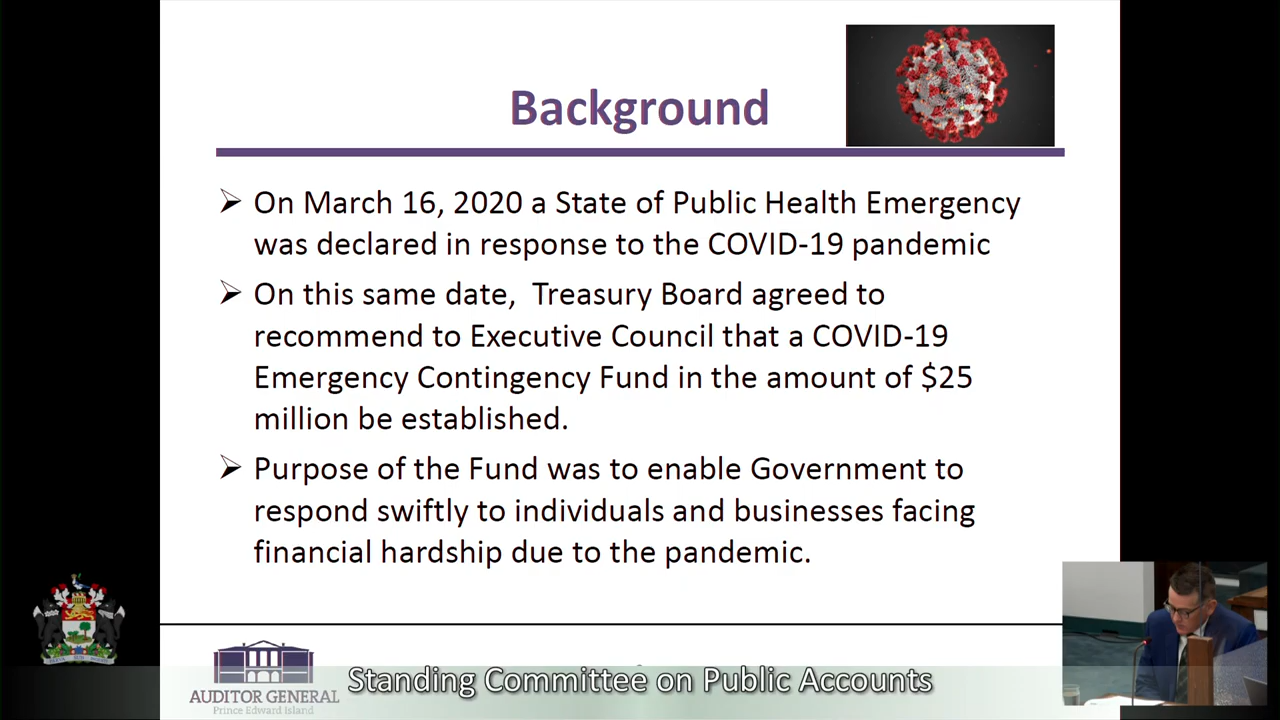 Background
On March 16, 2020 a State of Public Health Emergency
was declared in response to the COVID-19 pandemic
On this same date, Treasury Board agreed to
recommend to Executive Council that a COVID-19
Emergency Contingency Fund in the amount of $25
million be established.
Purpose of the Fund was to enable Government to
respond swiftly to individuals and businesses facing
financial hardship due to the pandemic.
AUDITOR GENERAL
Prince Edward Island
Standing Committee on Public Accounts